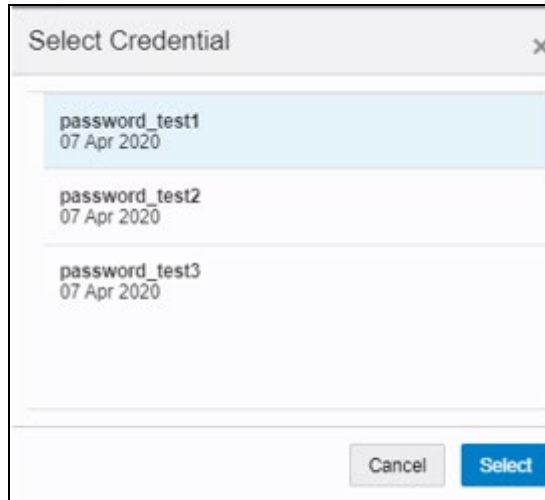 Select Credential
×
password_test1
07 Apr 2020
password_test2
07 Apr 2020
password_test3
07 Apr 2020
Cancel
Select